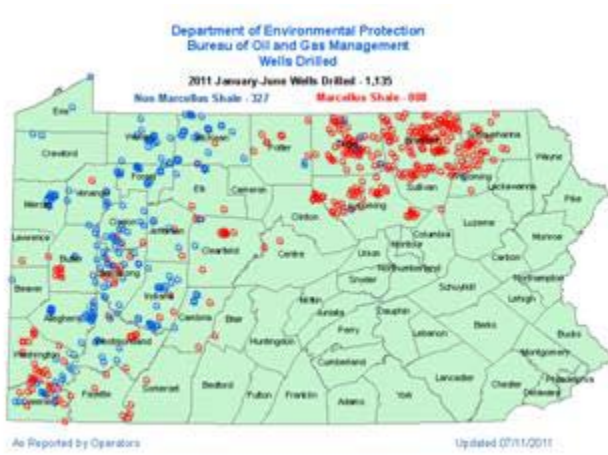 Department of Environmental Protection
Bureau of Oil and Gas Management
Wells Drilled
2011 January-June Wells Drilled - 1,135
Non Marcellus Shale - 327 Marcellus Shale - 808
Erie
Crawford
Warren
Potter
Susquehanna
Wayne
Forest
Elk
Cameron
Wyoming
Lackawanna
Pike
Mercer
Venango
Sullivan
Clinton
Lycoming
Clarion
Jefferson
Columbia
Luzerne
Monroe
Lawrence
Clearfield
Centre
Union
Montour
Carbon
Butler
Armstrong
Northumberland
Northampton
Beaver
Snyder
Schuylkill
Lehigh
Indiana
Mifflin
Allegheny
Cambria
Blair
Juniata
Dauphin
Berks
Bucks
Westmoreland
Huntingdon
Perry
Lebanon
Montgomery
Washington
Cumberland
Lancaster
Philadelphia
Somerset
Bedford
Fulton
Franklin
Adams
York
Chester
Delaware
Fayette
Greene
As Reported by Operators
Updated 07/11/2011